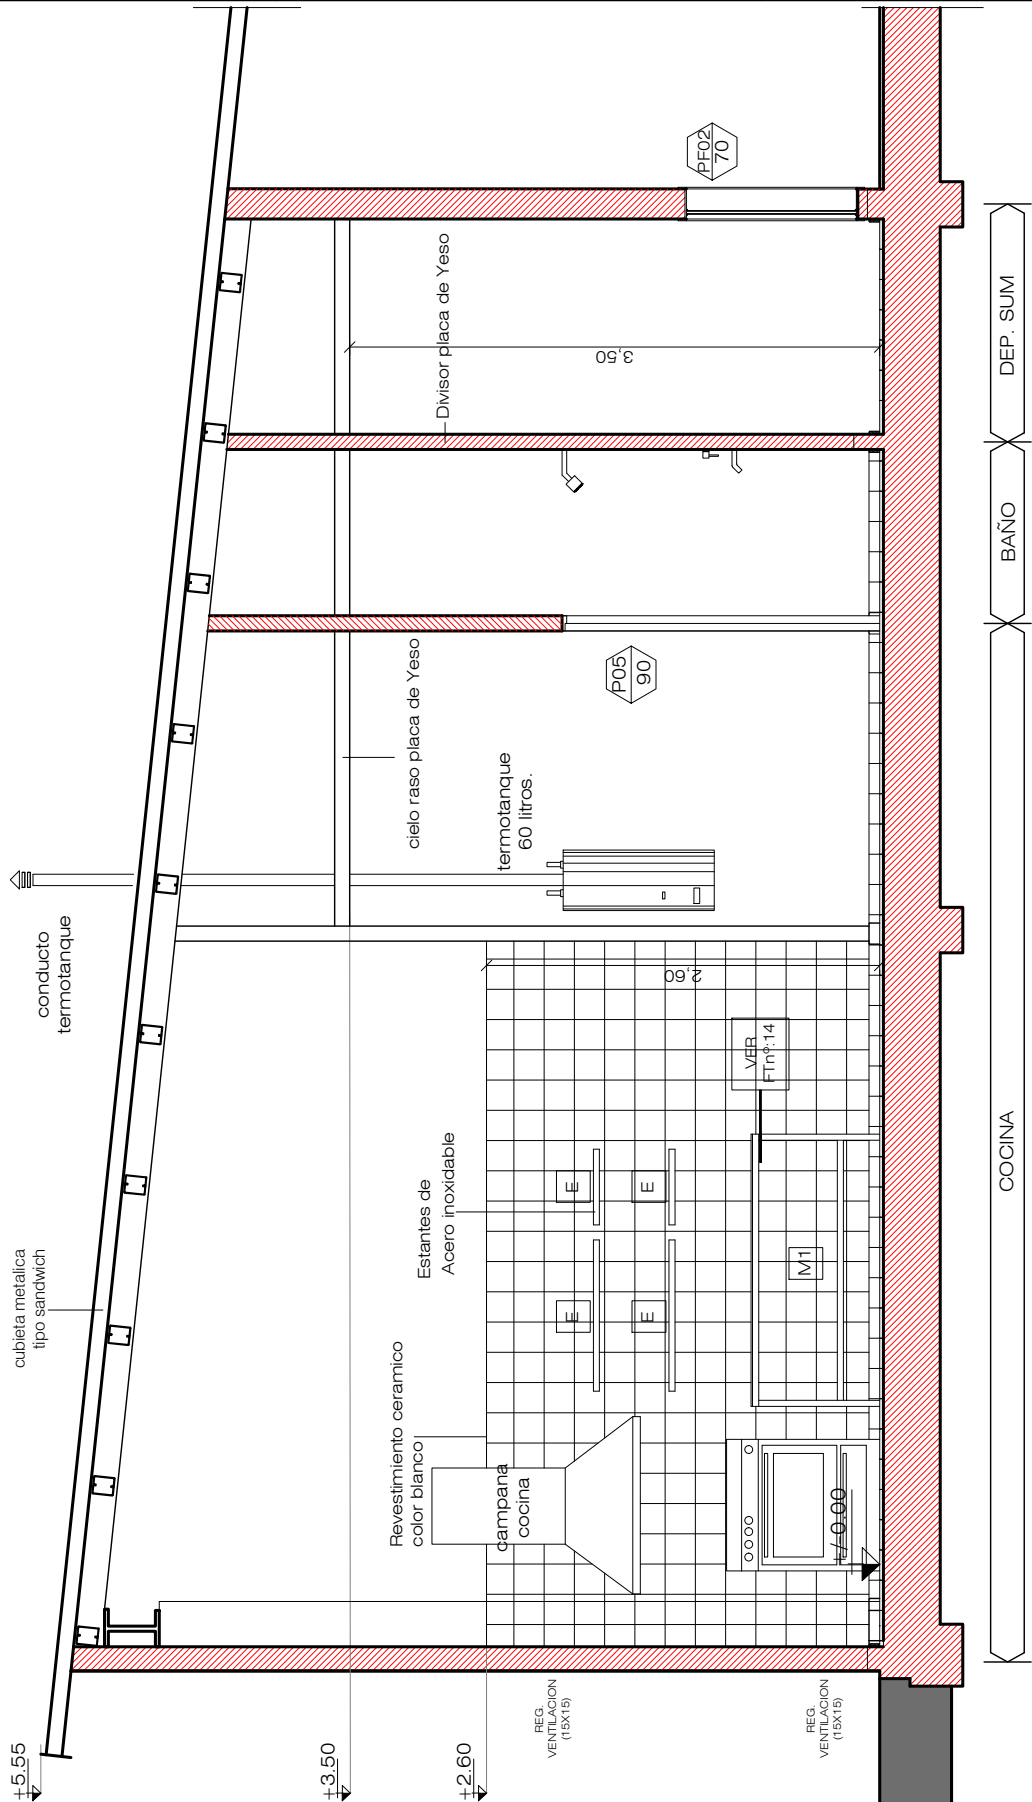 +5.55
+3.50
+2.60
REG.
VENTILACION
(15X15)
REG.
VENTILACION
(15X15)
cubieta metalica
tipo sandwich
conducto
termotanque
Revestimiento ceramico
color blanco
campana
cocina
Estantes de
Acero inoxidable
E
E
E
E
M1
VER
FTnº:14
+/ 0.00
2,60
termotanque
60 litros.
cielo raso placa de Yeso
P05
90
Divisor placa de Yeso
3,50
PF02
70
COCINA
BAÑO
DEP. SUM